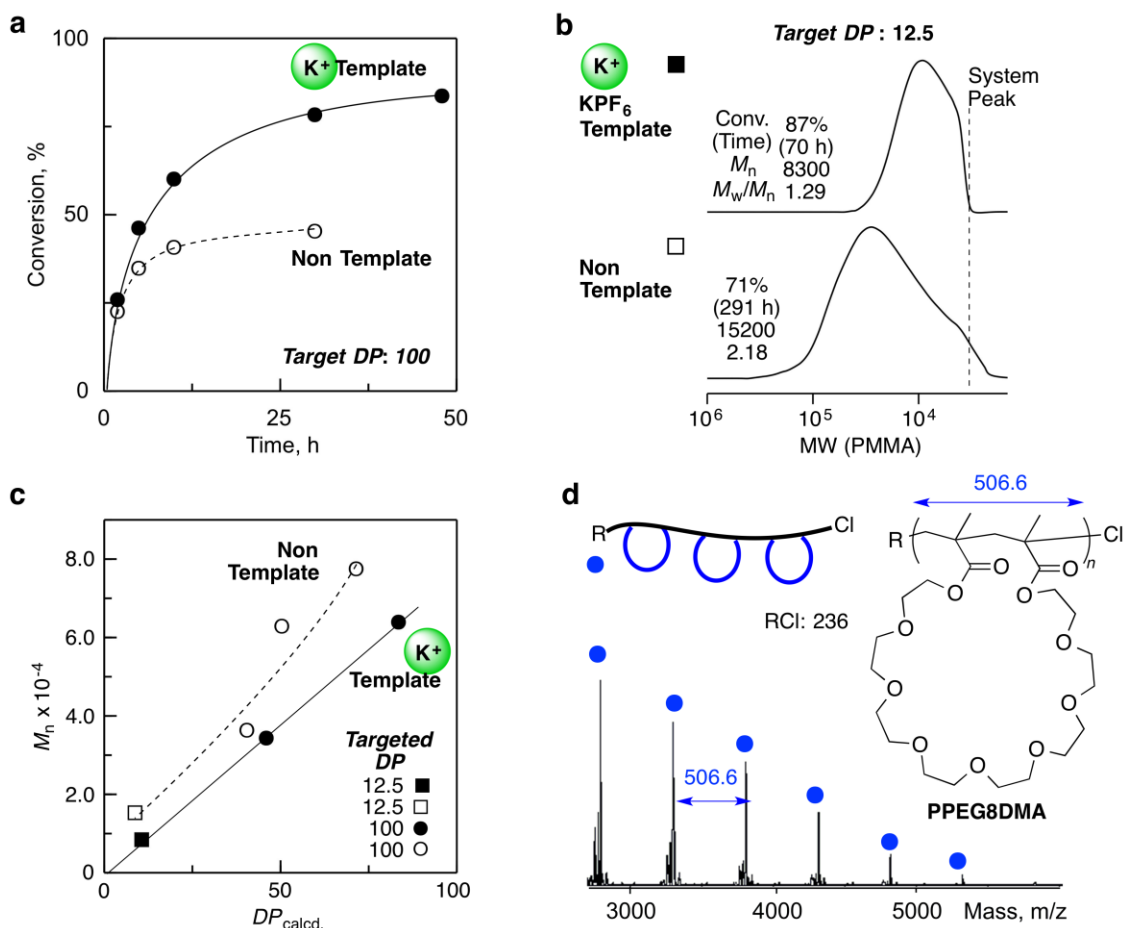 a
100
50
0
Conversion, %
K+ Template
Non Template
Target DP: 100
0
25
50
Time, h
b
Target DP : 12.5
K+
KPF6
Template
Conv.
87%
(Time)
(70 h)
Mn
8300
Mw/Mn
1.29
System
Peak
Non
Template
71%
(291 h)
15200
2.18
10^6
10^5
10^4
MW (PMMA)
c
8.0
6.0
4.0
2.0
0
Mn x 10^-4
Non
Template
K+
Template
Targeted
DP
12.5
12.5
100
100
0
50
100
DPcalcd.
d
506.6
R
Cl
R
Cl
n
O
O
O
O
O
O
O
O
O
O
O
RCl: 236
506.6
PPEG8DMA
3000
4000
5000
Mass, m/z